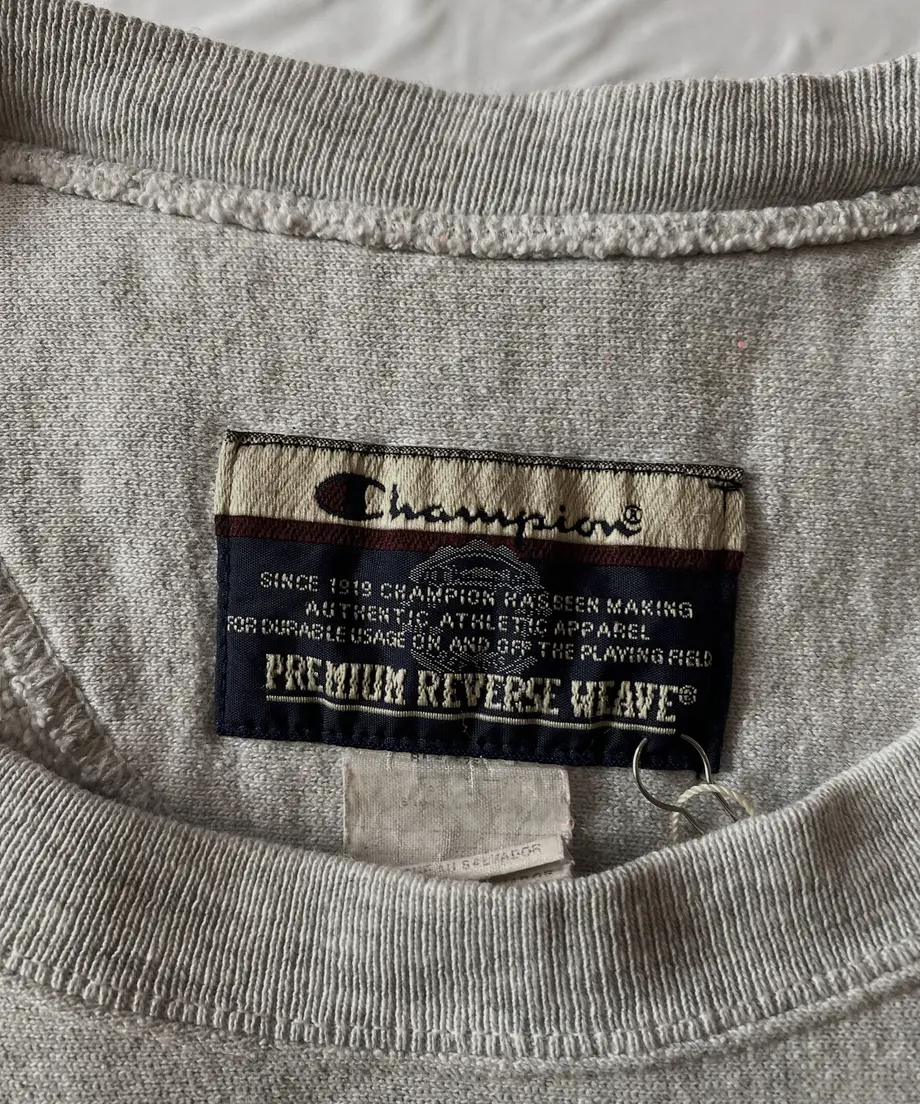 Champion®
SINCE 1919 CHAMPION HAS BEEN MAKING
AUTHENTIC ATHLETIC APPAREL
FOR DURABLE USAGE ON AND OFF THE PLAYING FIELD
PREMIUM REVERSE WEAVE®
SALVADOR